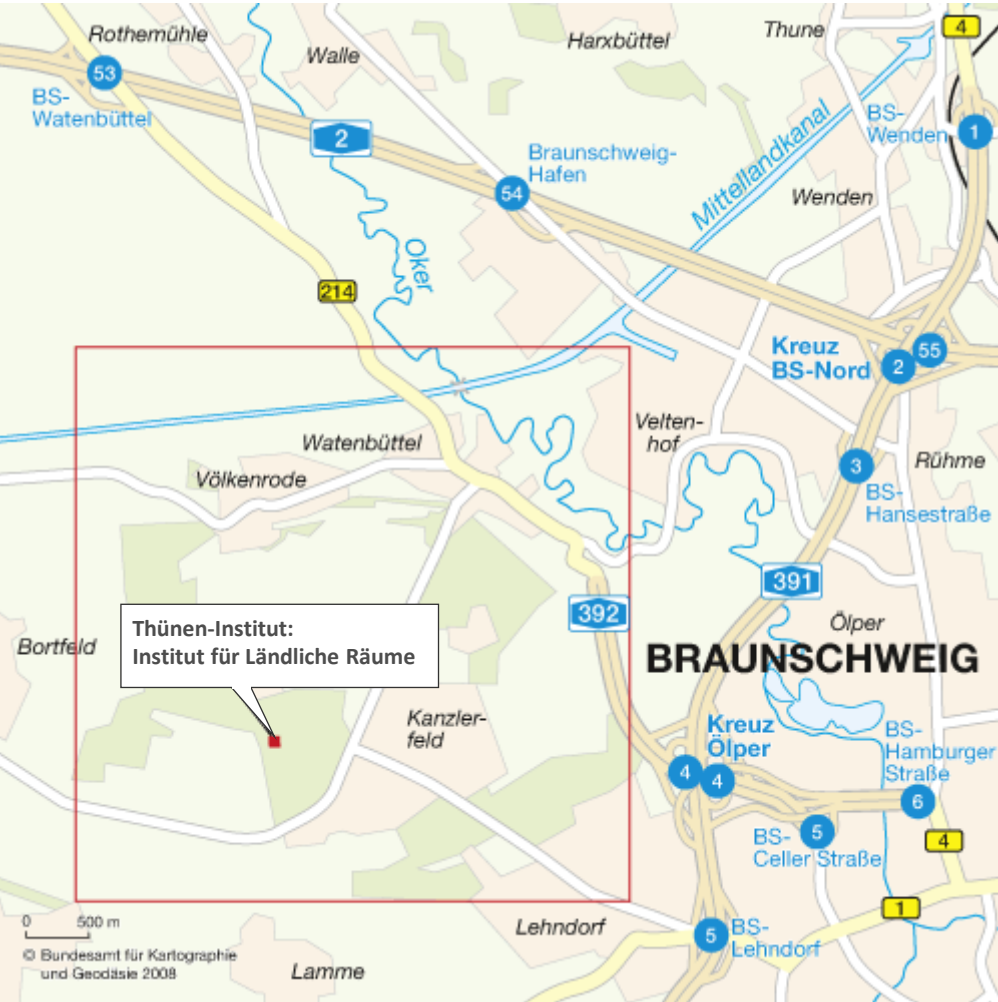 Rothemühle
Walle
Harxbüttel
Thune
4
53
BS-
Watenbüttel
2
Braunschweig-
Hafen
54
Mittellandkanal
BS-
Wenden
1
Wenden
Oker
214
Kreuz
BS-Nord
55
2
Velten-
hof
Watenbüttel
Völkenrode
3
Rühme
BS-
Hansestraße
391
392
Ölper
BRAUNSCHWEIG
Thünen-Institut:
Institut für Ländliche Räume
Bortfeld
Kanzler-
feld
Kreuz
Ölper
4
4
BS-
Hamburger
Straße
6
5
BS-
Celler Straße
4
1
Lehndorf
5
BS-
Lehndorf
Lamme
0 500 m
© Bundesamt für Kartographie
und Geodäsie 2008